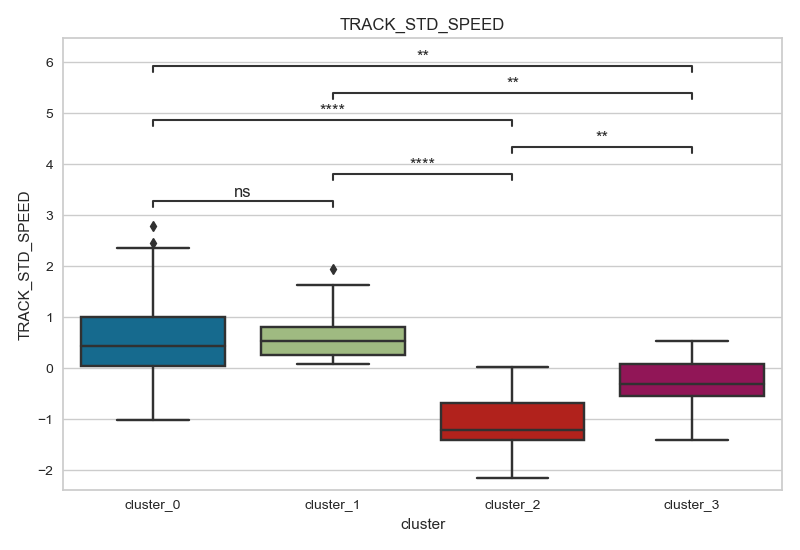 TRACK_STD_SPEED
**
**
****
**
****
ns
TRACK_STD_SPEED
6
5
4
3
2
1
0
−1
−2
cluster_0
cluster_1
cluster_2
cluster_3
cluster